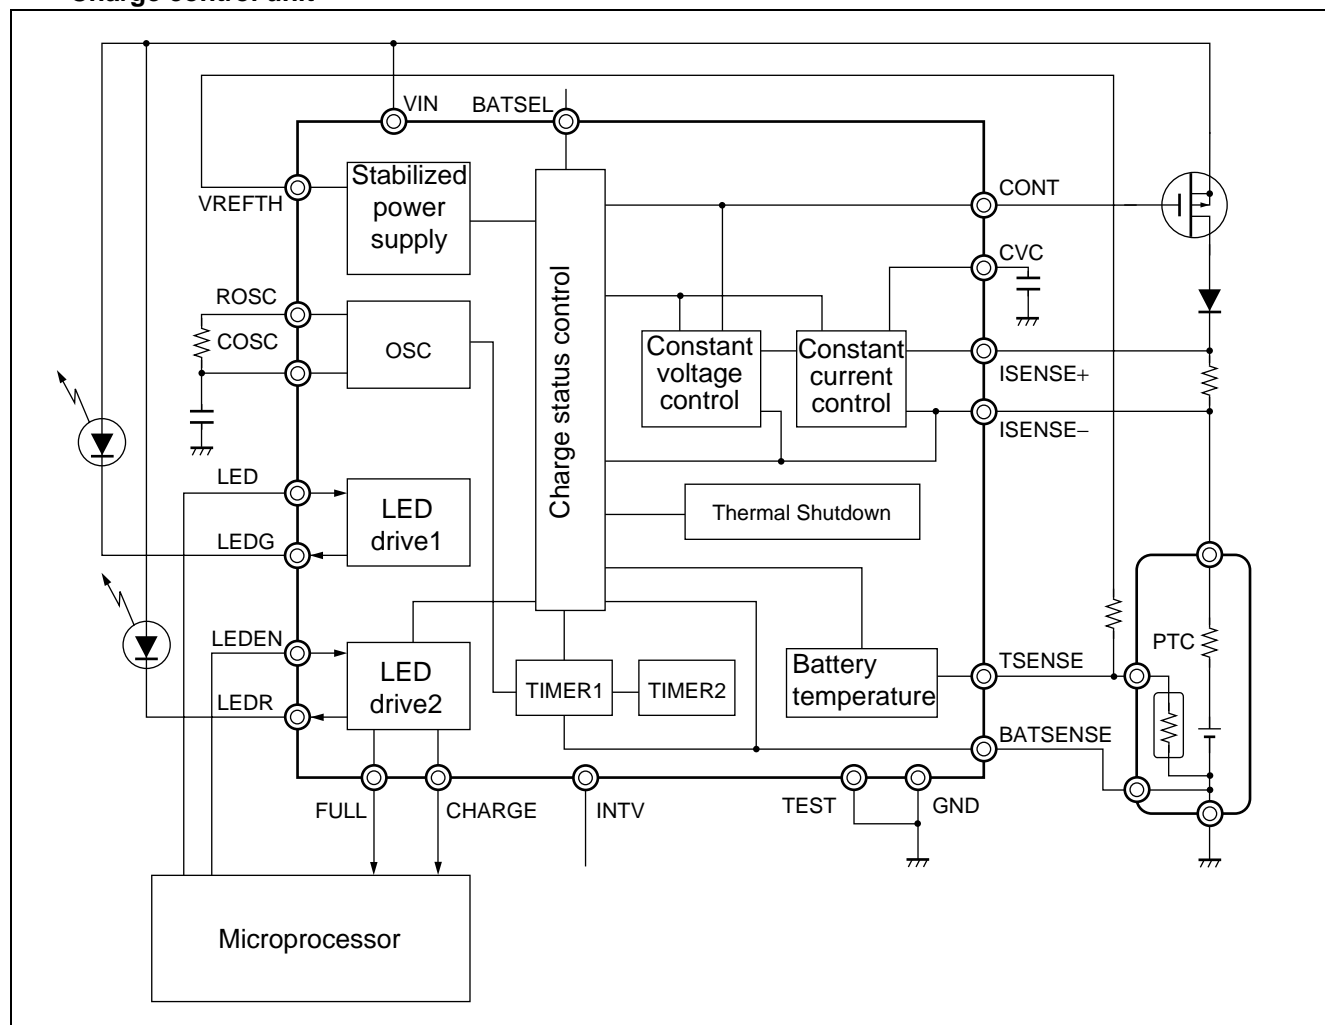 Charge control unit
VIN
BATSEL
VREFTH
Stabilized
power
supply
CONT
CVC
ROSC
COSC
OSC
Charge status control
Constant
voltage
control
Constant
current
control
ISENSE+
ISENSE−
LED
LED
drive1
LEDG
Thermal Shutdown
LEDEN
LED
drive2
LEDR
TIMER1
TIMER2
Battery
temperature
TSENSE
PTC
BATSENSE
FULL
CHARGE
INTV
TEST
GND
Microprocessor